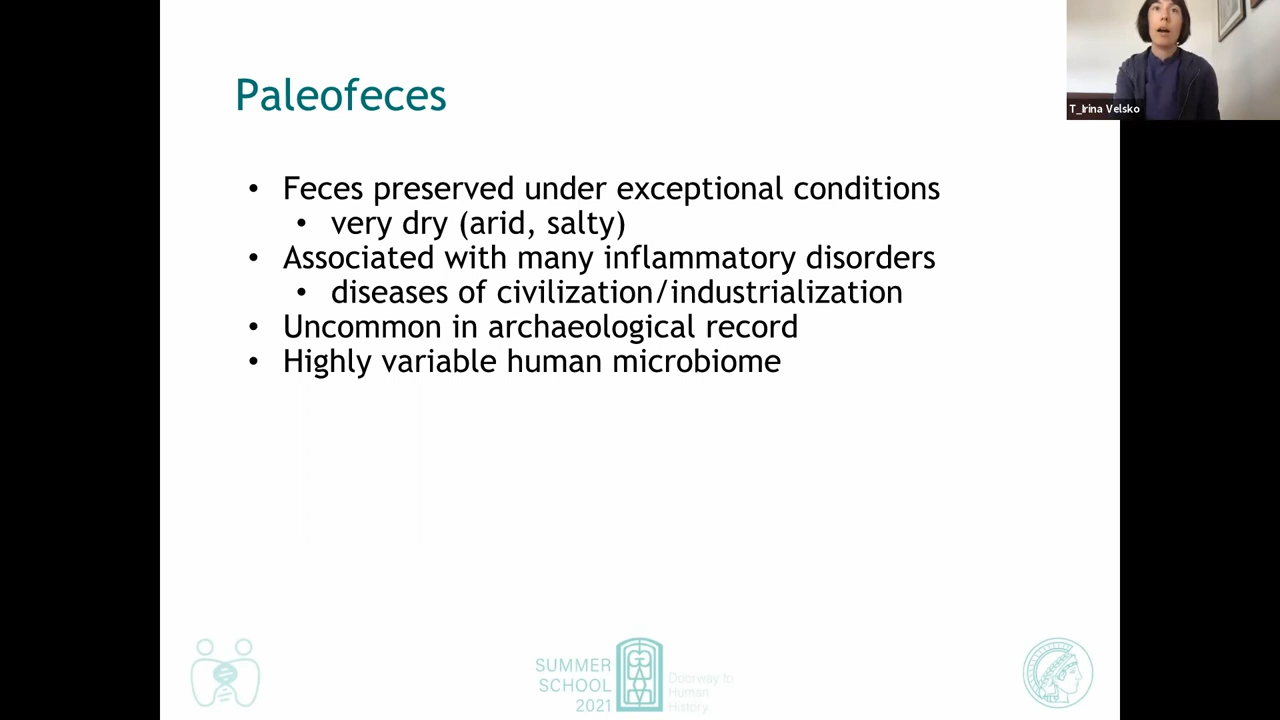 Paleofeces
T_Irina Velsko
• Feces preserved under exceptional conditions
• very dry (arid, salty)
• Associated with many inflammatory disorders
• diseases of civilization/industrialization
• Uncommon in archaeological record
• Highly variable human microbiome
SUMMER
SCHOOL
2021
Doorway to
Human
History